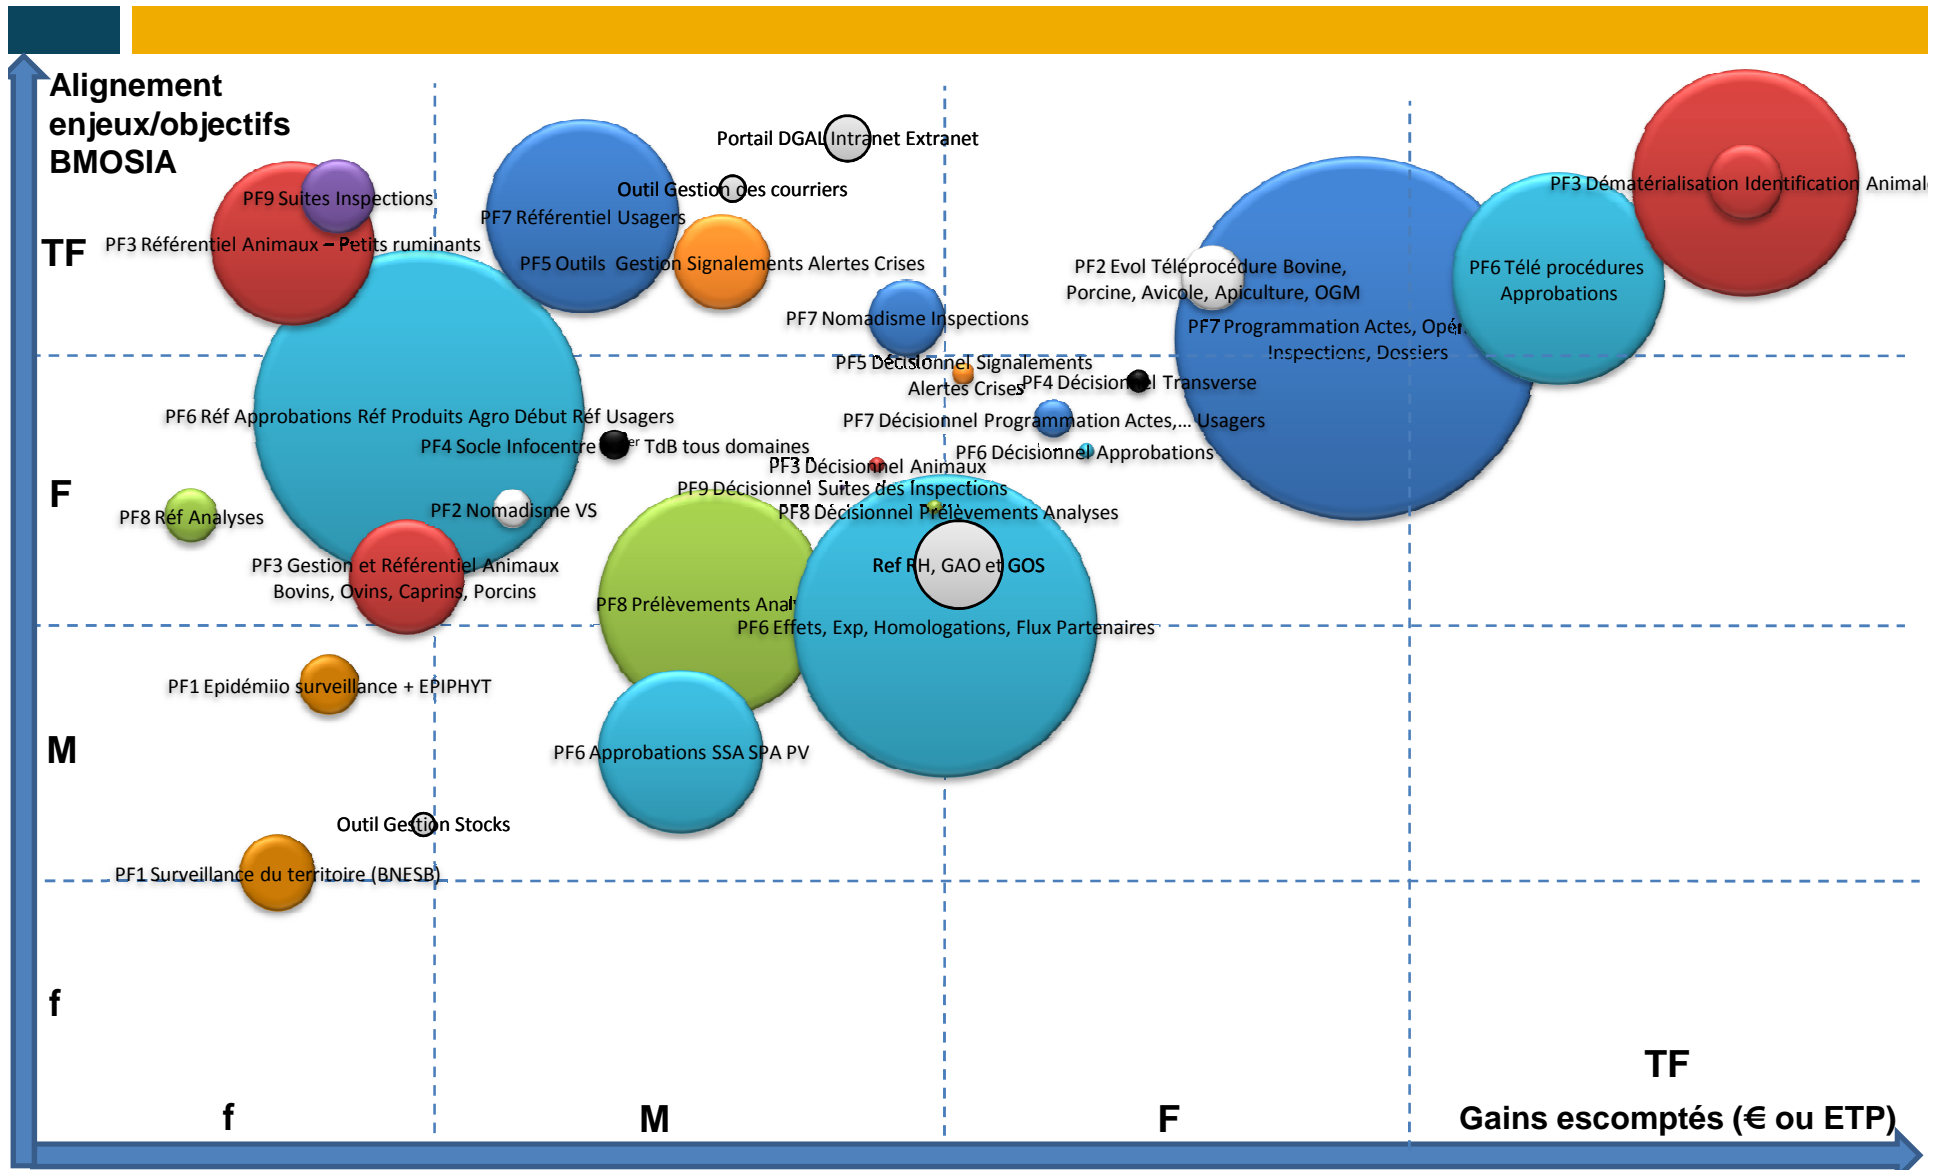 Alignement
enjeux/objectifs
BMOSIA
Portail DGAL Intranet Extranet
Outil Gestion des courriers
PF9 Suites Inspections
PF7 Référentiel Usagers
PF3 Dématérialisation Identification Animale
PF3 Référentiel Animaux – Petits ruminants
TF
PF5 Outils Gestion Signalements Alertes Crises
PF2 Evol Téléprocédure Bovine,
Porcine, Avicole, Apiculture, OGM
PF6 Télé procédures
Approbations
PF7 Nomadisme Inspections
PF7 Programmation Actes,
Inspections, Dossiers
PF5 Décisionnel Signalements
Alertes Crises
PF4 Décisionnel Transverse
PF6 Réf Approbations Réf Produits Agro Début Réf Usagers
PF7 Décisionnel Programmation Actes,... Usagers
PF4 Socle Infocentre er TdB tous domaines
PF6 Décisionnel Approbations
PF3 Décisionnel Animaux
F
PF9 Décisionnel Suites des Inspections
PF8 Réf Analyses
PF2 Nomadisme VS
PF8 Décisionnel Prélèvements Analyses
PF3 Gestion et Référentiel Animaux
Bovins, Ovins, Caprins, Porcins
Ref RH, GAO et GOS
PF8 Prélèvements
PF6 Effets, Exp, Homologations, Flux Partenaires
PF1 Epidémiio surveillance + EPIPHYT
M
PF6 Approbations SSA SPA PV
Outil Gestion Stocks
PF1 Surveillance du territoire (BNESB)
f
TF
f
M
F
Gains escomptés (€ ou ETP)